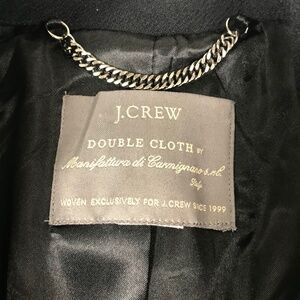 J.CREW
DOUBLE CLOTH BY
Manifattura di Carmignano s.r.l.
Italy
WOVEN EXCLUSIVELY FOR J.CREW SINCE 1999